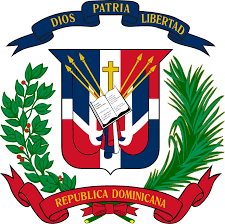 DIOS PATRIA LIBERTAD
REPUBLICA DOMINICANA